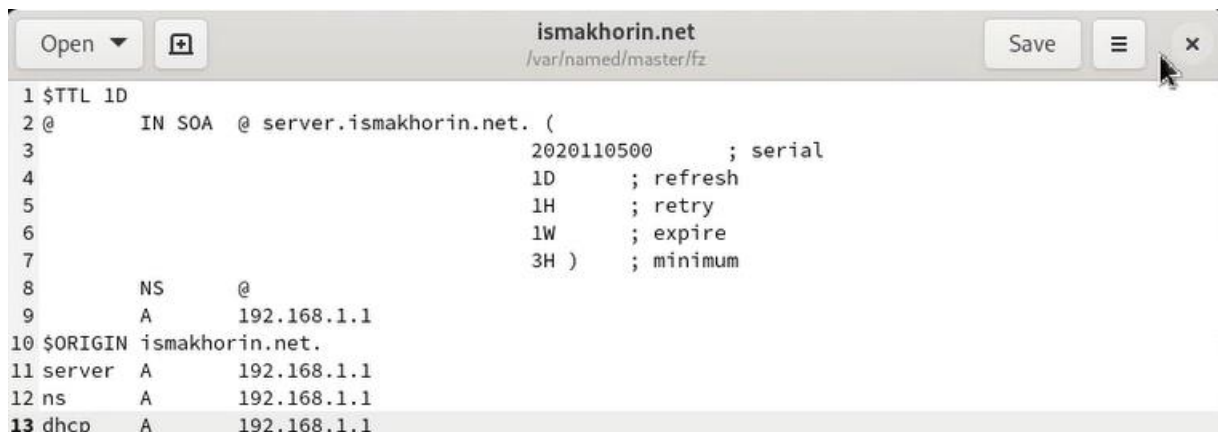 Open
ismakhorin.net
/var/named/master/fz
Save
1 $TTL 1D
2 @ IN SOA @ server.ismakhorin.net. (
3 2020110500 ; serial
4 1D ; refresh
5 1H ; retry
6 1W ; expire
7 3H ) ; minimum
8 NS @
9 A 192.168.1.1
10 $ORIGIN ismakhorin.net.
11 server A 192.168.1.1
12 ns A 192.168.1.1
13 dhcp A 192.168.1.1